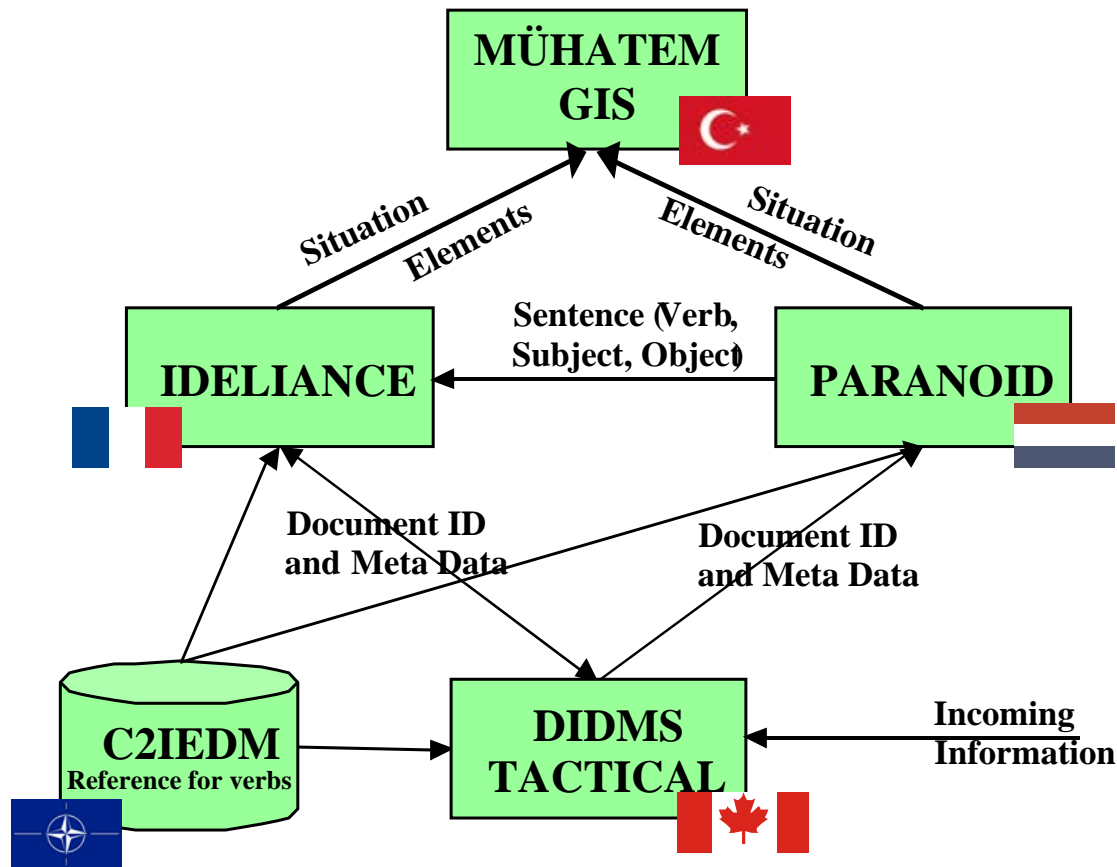 MÜHATEM
GIS
Situation
Elements
Situation
Elements
Sentence (Verb,
Subject, Object)
IDELIANCE
PARANOID
Document ID
and Meta Data
Document ID
and Meta Data
C2IEDM
Reference for verbs
DIDMS
TACTICAL
Incoming
Information